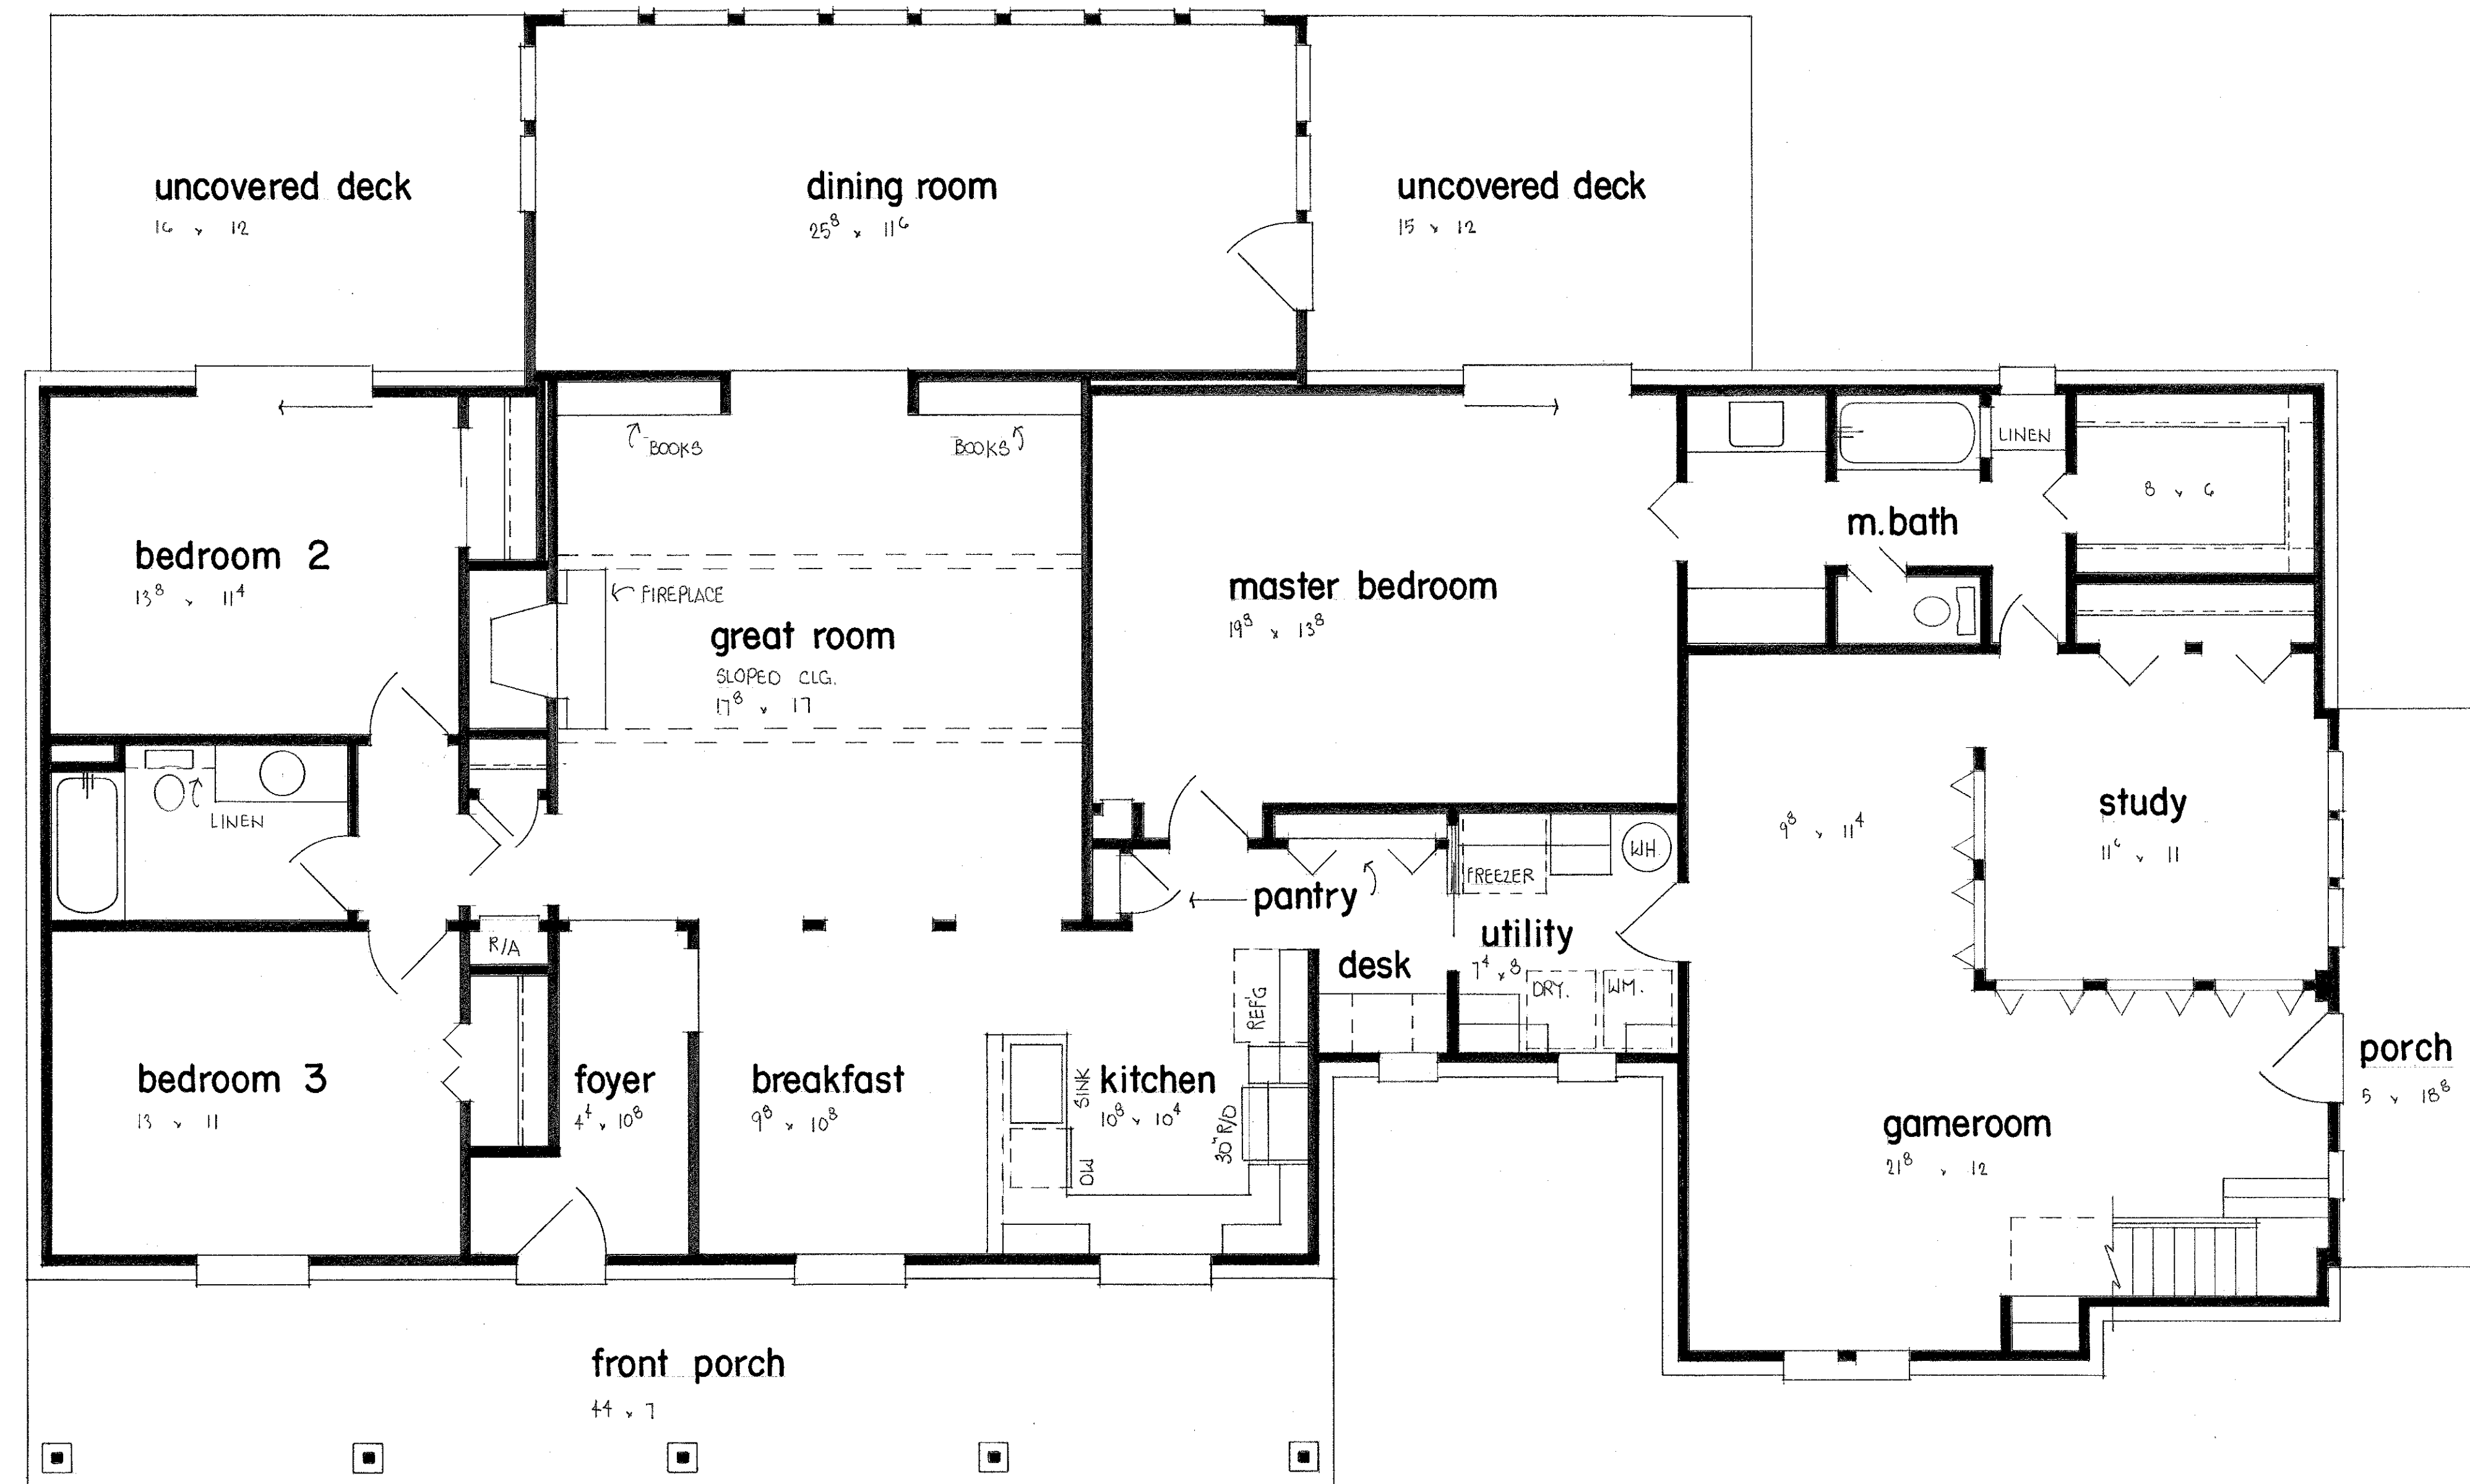 uncovered deck
16 x 12
dining room
25⁸ x 11⁶
uncovered deck
15 x 12
BOOKS
BOOKS
LINEN
8 x 6
m.bath
bedroom 2
13⁸ x 11⁴
FIREPLACE
great room
SLOPED CLG.
17⁸ x 17
master bedroom
19⁸ x 13⁸
LINEN
9⁸ x 11⁴
study
11⁶ x 11
WH.
FREEZER
pantry
R/A
utility
7⁴ x 8
desk
REF'G
DRY.
WM.
bedroom 3
13 x 11
foyer
4⁴ x 10⁸
breakfast
9⁸ x 10⁸
SINK
DW
kitchen
10⁸ x 10⁴
30" R/O
gameroom
21⁸ x 12
porch
5 x 18⁸
front porch
44 x 7